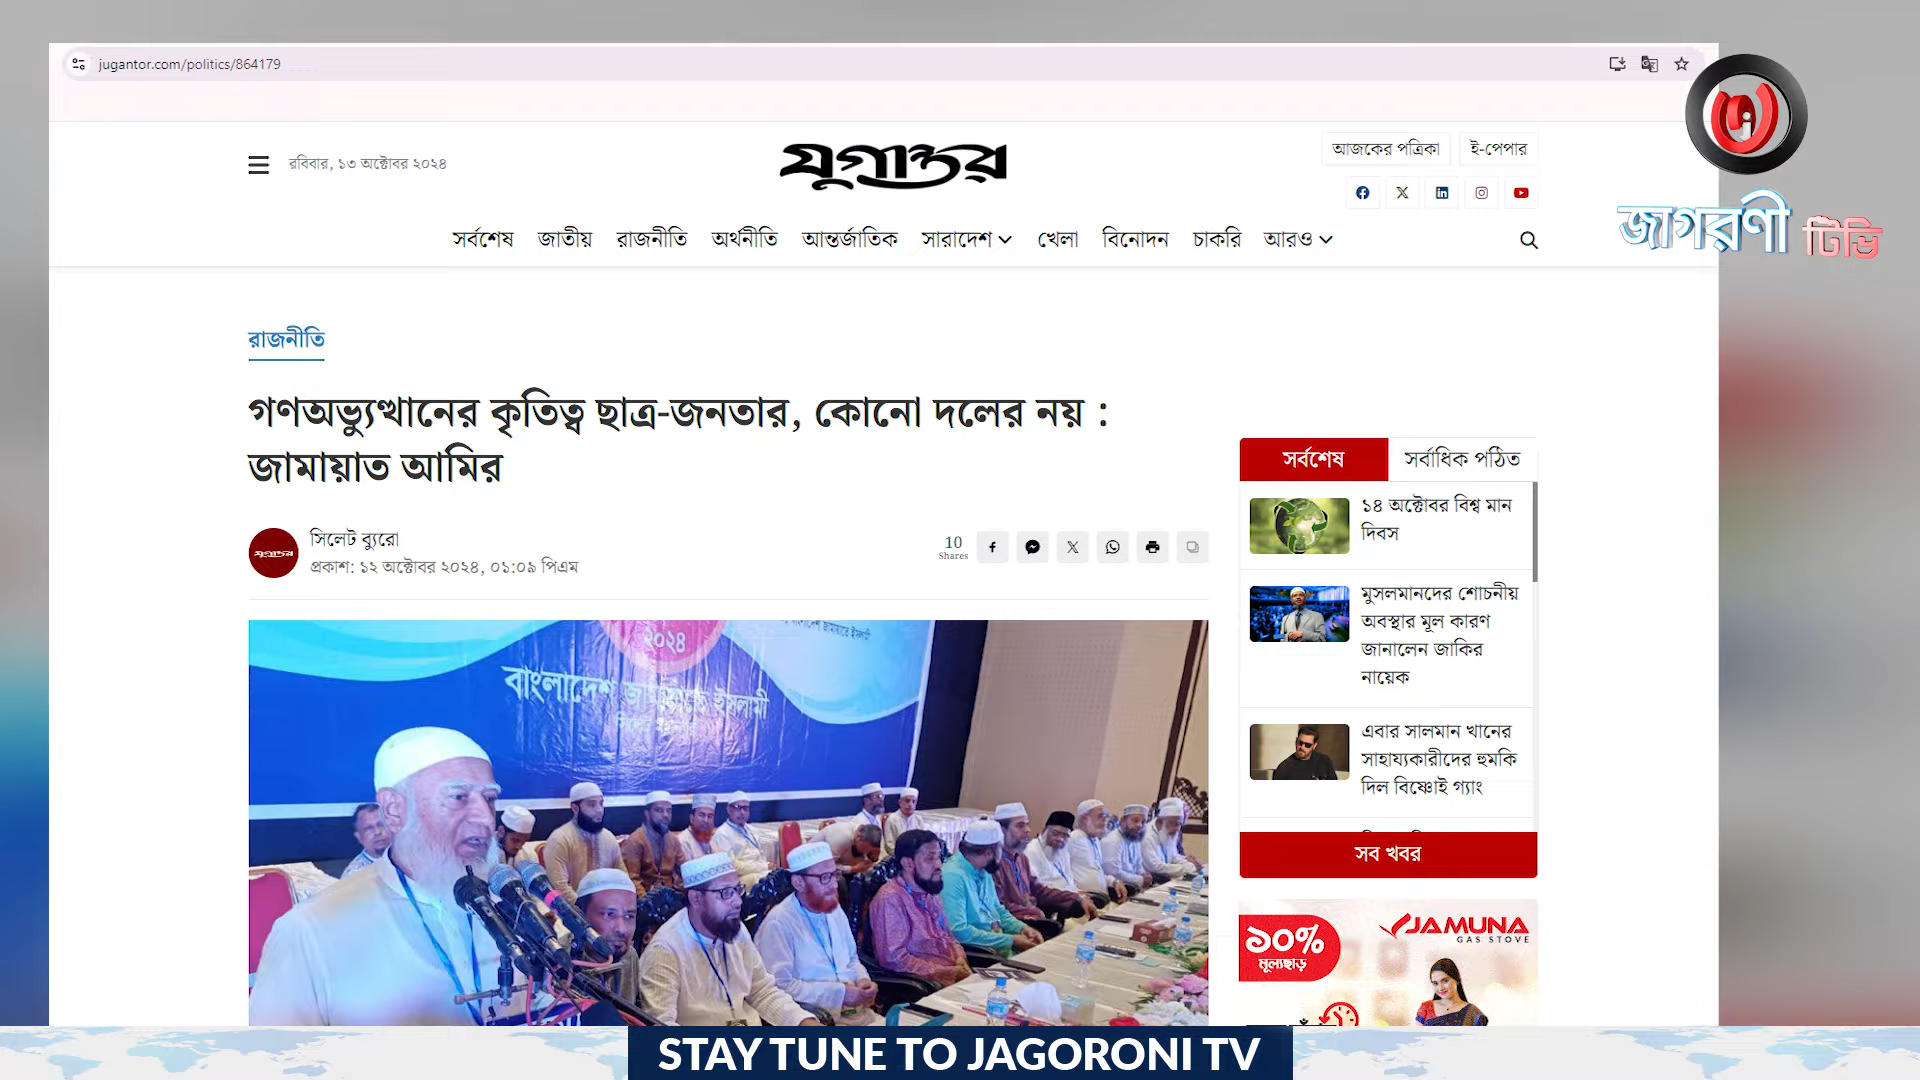 jugantor.com/politics/864179
রবিবার, ১৩ অক্টোবর ২০২৪
যুগান্তর
আজকের পত্রিকা
ই-পেপার
জাগরণী টিভি
সর্বশেষ জাতীয় রাজনীতি অর্থনীতি আন্তর্জাতিক সারাদেশ খেলা বিনোদন চাকরি আরও
রাজনীতি
গণঅভ্যুত্থানের কৃতিত্ব ছাত্র-জনতার, কোনো দলের নয় :
জামায়াত আমির
যুগান্তর
সিলেট ব্যুরো
প্রকাশ: ১২ অক্টোবর ২০২৪, ০১:০৯ পিএম
10
Shares
সর্বশেষ
সর্বাধিক পঠিত
১৪ অক্টোবর বিশ্ব মান
দিবস
মুসলমানদের শোচনীয়
অবস্থার মূল কারণ
জানালেন জাকির
নায়েক
এবার সালমান খানের
সাহায্যকারীদের হুমকি
দিল বিষ্ণোই গ্যাং
সব খবর
২০২৪
বাংলাদেশ জামায়াতে ইসলামী
১০%
মূল্যছাড়
JAMUNA
GAS STOVE
STAY TUNE TO JAGORONI TV